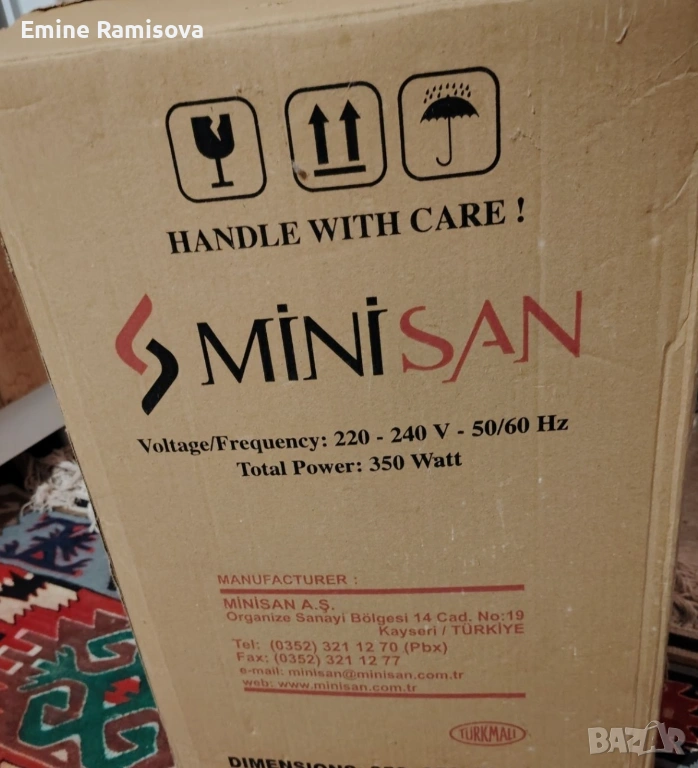 Emine Ramisova
HANDLE WITH CARE !
MİNİSAN
Voltage/Frequency: 220 - 240 V - 50/60 Hz
Total Power: 350 Watt
MANUFACTURER :
MİNİSAN A.Ş.
Organize Sanayi Bölgesi 14 Cad. No:19
Kayseri / TÜRKİYE
Tel: (0352) 321 12 70 (Pbx)
Fax: (0352) 321 12 77
e-mail: minisan@minisan.com.tr
web: www.minisan.com.tr
TÜRKMALI
BAZAR
DIMENSIONS